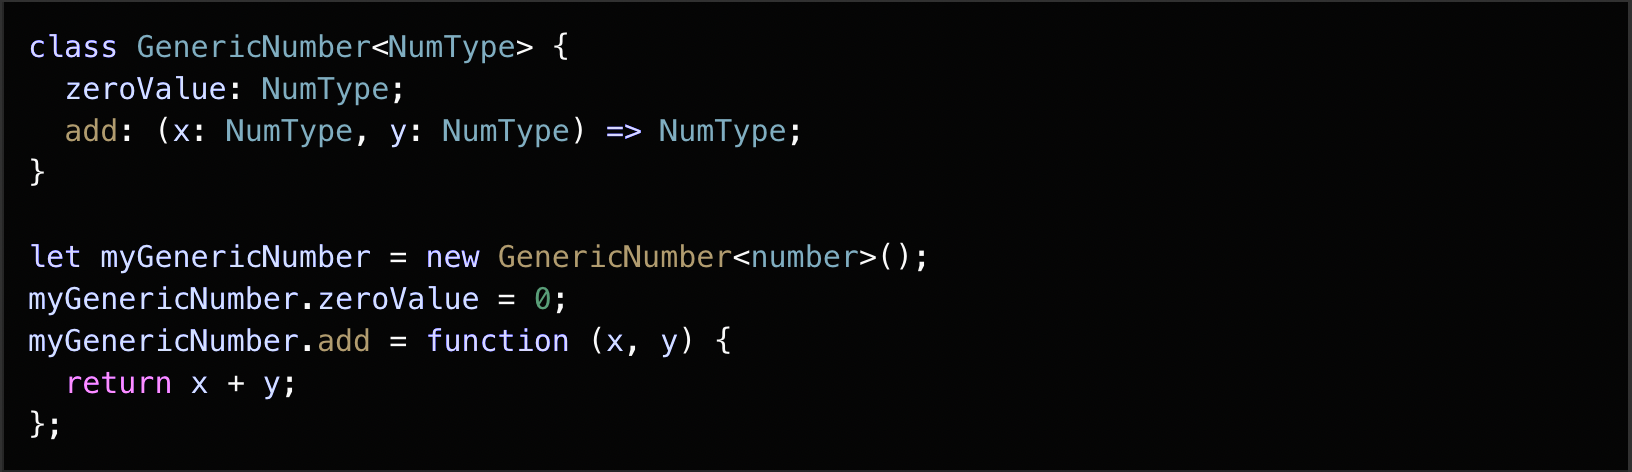 class GenericNumber<NumType> {
  zeroValue: NumType;
  add: (x: NumType, y: NumType) => NumType;
}

let myGenericNumber = new GenericNumber<number>();
myGenericNumber.zeroValue = 0;
myGenericNumber.add = function (x, y) {
  return x + y;
};